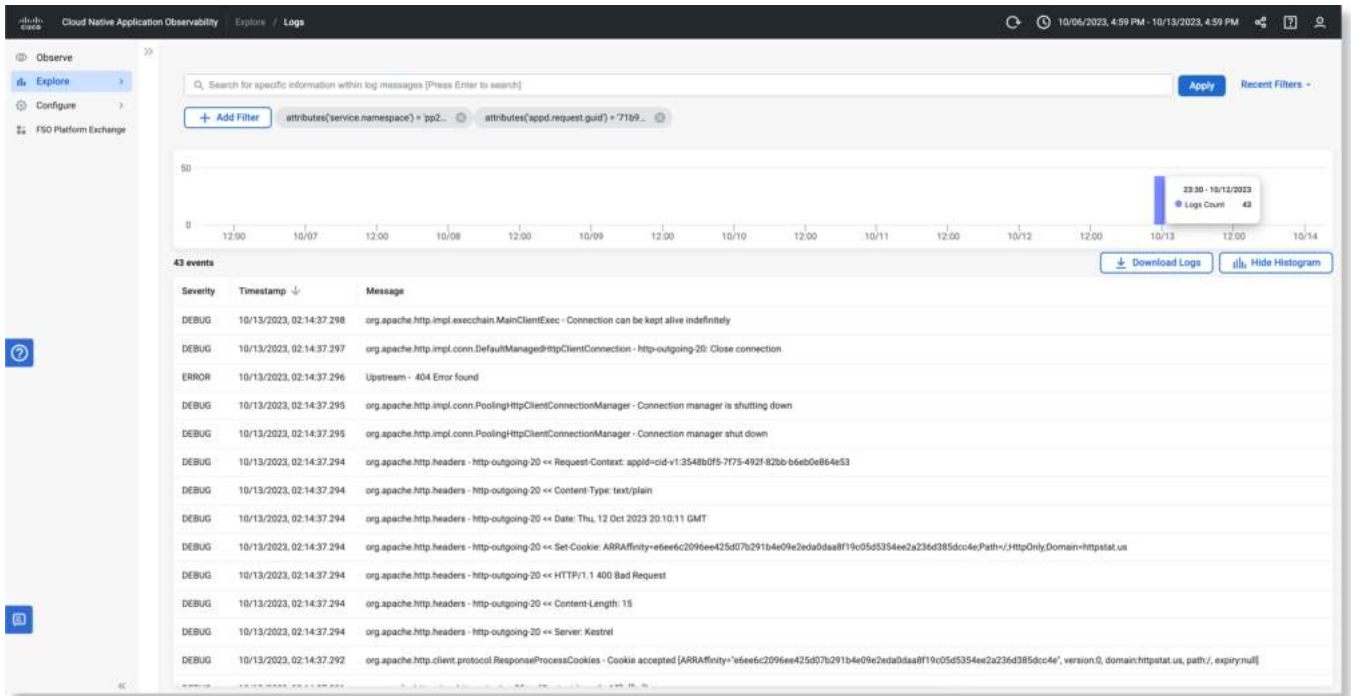 cisco Cloud Native Application Observability Explore / Logs 10/06/2023, 4:59 PM - 10/13/2023, 4:59 PM
Observe
Explore
Configure
FSO Platform Exchange
Search for specific information within log messages [Press Enter to search]
Apply
Recent Filters
+ Add Filter
attributes('service.namespace') = 'pp2...
attributes('appd.request.guid') = '71b9...
50
0
23:30 - 10/12/2023
Logs Count 43
12:00 10/07 12:00 10/08 12:00 10/09 12:00 10/10 12:00 10/11 12:00 10/12 12:00 10/13 12:00 10/14
43 events
Download Logs
Hide Histogram
Severity Timestamp Message
DEBUG 10/13/2023, 02:14:37.298 org.apache.http.impl.execchain.MainClientExec - Connection can be kept alive indefinitely
DEBUG 10/13/2023, 02:14:37.297 org.apache.http.impl.conn.DefaultManagedHttpClientConnection - http-outgoing-20: Close connection
ERROR 10/13/2023, 02:14:37.296 Upstream - 404 Error found
DEBUG 10/13/2023, 02:14:37.295 org.apache.http.impl.conn.PoolingHttpClientConnectionManager - Connection manager is shutting down
DEBUG 10/13/2023, 02:14:37.295 org.apache.http.impl.conn.PoolingHttpClientConnectionManager - Connection manager shut down
DEBUG 10/13/2023, 02:14:37.294 org.apache.http.headers - http-outgoing-20 << Request-Context: appId=cid-v1:3548b0f5-7f75-492f-82bb-b6eb0e864e53
DEBUG 10/13/2023, 02:14:37.294 org.apache.http.headers - http-outgoing-20 << Content-Type: text/plain
DEBUG 10/13/2023, 02:14:37.294 org.apache.http.headers - http-outgoing-20 << Date: Thu, 12 Oct 2023 20:10:11 GMT
DEBUG 10/13/2023, 02:14:37.294 org.apache.http.headers - http-outgoing-20 << Set-Cookie: ARRAffinity=e6ee6c2096ee425d07b291b4e09e2eda0daa8f19c05d5354ee2a236d385dcc4e;Path=/;HttpOnly;Domain=httpstat.us
DEBUG 10/13/2023, 02:14:37.294 org.apache.http.headers - http-outgoing-20 << HTTP/1.1 400 Bad Request
DEBUG 10/13/2023, 02:14:37.294 org.apache.http.headers - http-outgoing-20 << Content-Length: 15
DEBUG 10/13/2023, 02:14:37.294 org.apache.http.headers - http-outgoing-20 << Server: Kestrel
DEBUG 10/13/2023, 02:14:37.292 org.apache.http.client.protocol.ResponseProcessCookies - Cookie accepted [ARRAffinity="e6ee6c2096ee425d07b291b4e09e2eda0daa8f19c05d5354ee2a236d385dcc4e", version:0, domain:httpstat.us, path:/, expiry:null]